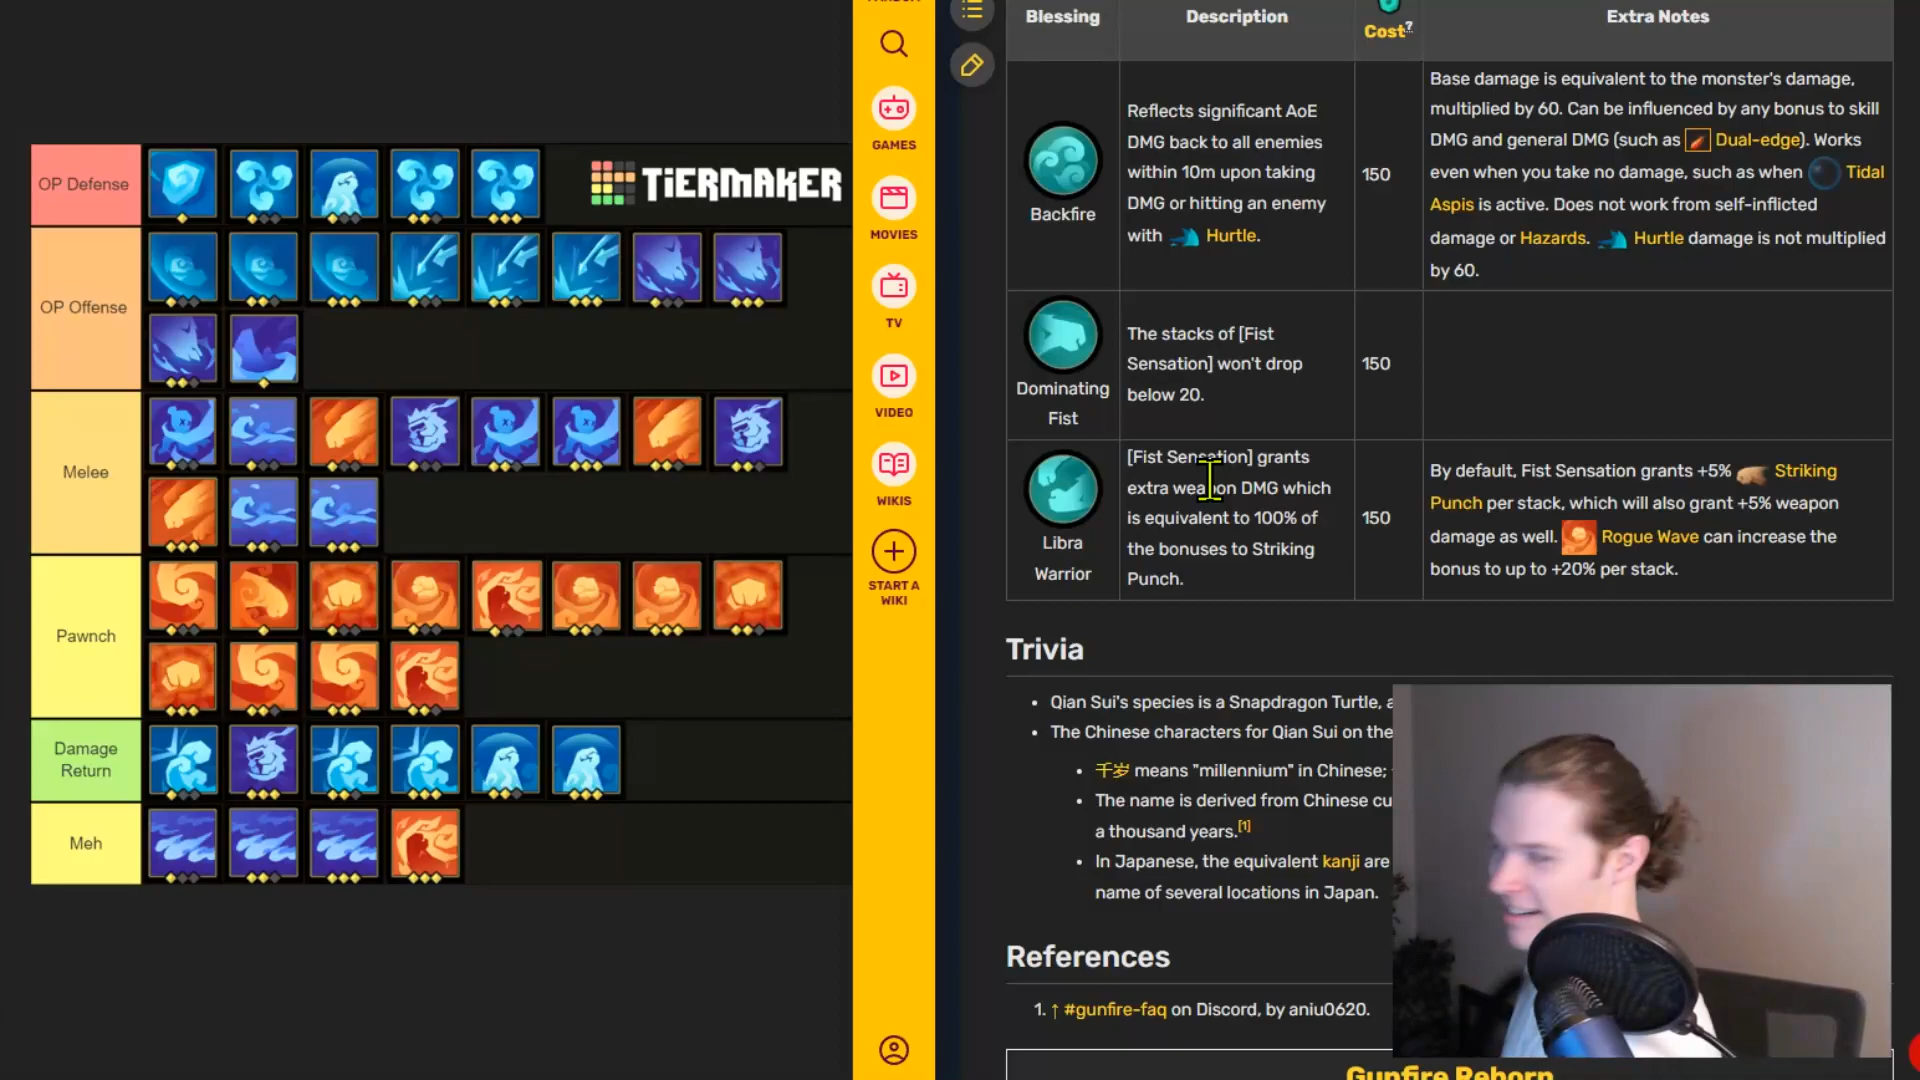 OP Defense
TiERMAKER
OP Offense
Melee
Pawnch
Damage
Return
Meh
GAMES
MOVIES
TV
VIDEO
WIKIS
START A
WIKI
Blessing
Description
Cost?
Extra Notes
Backfire
Reflects significant AoE
DMG back to all enemies
within 10m upon taking
DMG or hitting an enemy
with Hurtle.
150
Base damage is equivalent to the monster's damage,
multiplied by 60. Can be influenced by any bonus to skill
DMG and general DMG (such as Dual-edge). Works
even when you take no damage, such as when Tidal
Aspis is active. Does not work from self-inflicted
damage or Hazards. Hurtle damage is not multiplied
by 60.
Dominating
Fist
The stacks of [Fist
Sensation] won't drop
below 20.
150
Libra
Warrior
[Fist Sensation] grants
extra weapon DMG which
is equivalent to 100% of
the bonuses to Striking
Punch.
150
By default, Fist Sensation grants +5% Striking
Punch per stack, which will also grant +5% weapon
damage as well. Rogue Wave can increase the
bonus to up to +20% per stack.
Trivia
Qian Sui's species is a Snapdragon Turtle,
The Chinese characters for Qian Sui on the
千岁 means "millennium" in Chinese;
The name is derived from Chinese cu
a thousand years.[1]
In Japanese, the equivalent kanji are
name of several locations in Japan.
References
1. ↑ #gunfire-faq on Discord, by aniu0620.
Gunfire Reborn